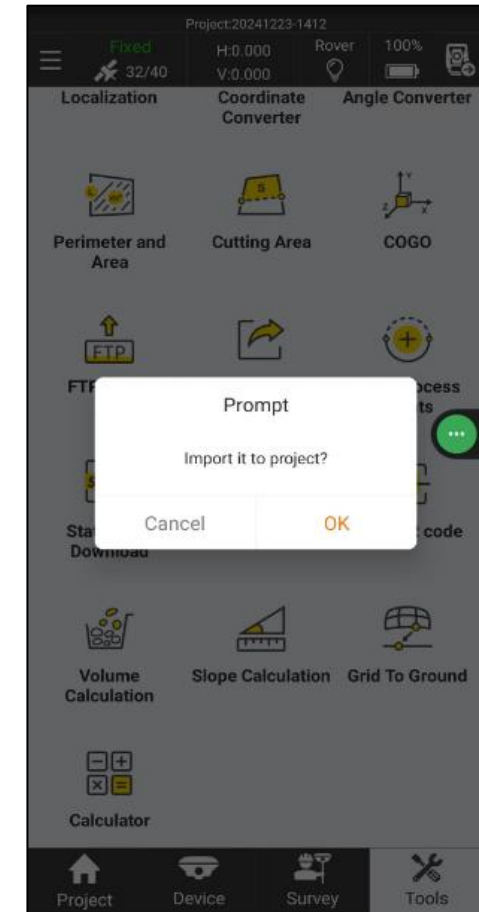 Project:20241223-1412
Fixed
32/40
H:0.000
V:0.000
Rover
100%
Localization
Coordinate
Converter
Angle Converter
Perimeter and
Area
Cutting Area
COGO
S
Y
Z
X
FTP
Prompt
Import it to project?
Cancel
OK
code
Download
Volume
Calculation
Slope Calculation
Grid To Ground
Calculator
Project
Device
Survey
Tools